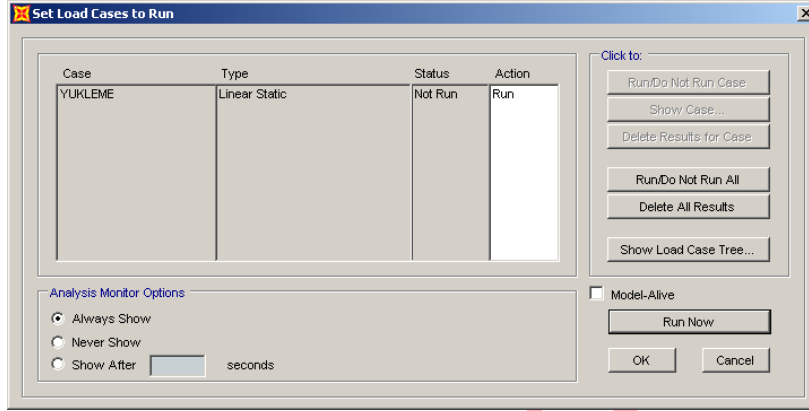 Set Load Cases to Run
Case Type Status Action
YUKLEME Linear Static Not Run Run
Click to:
Run/Do Not Run Case
Show Case...
Delete Results for Case
Run/Do Not Run All
Delete All Results
Show Load Case Tree...
Analysis Monitor Options
Always Show
Never Show
Show After seconds
Model-Alive
Run Now
OK Cancel